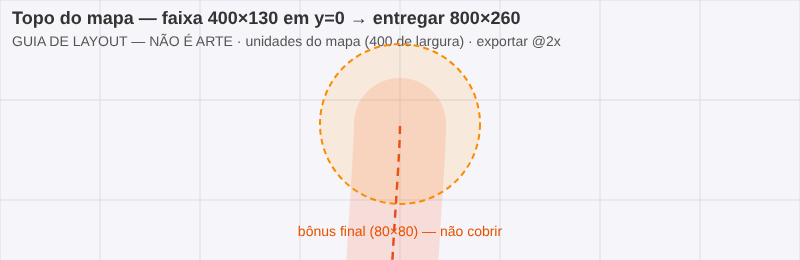 Topo do mapa — faixa 400×130 em y=0 → entregar 800×260
GUIA DE LAYOUT — NÃO É ARTE · unidades do mapa (400 de largura) · exportar @2x
bônus final (80×80) — não cobrir